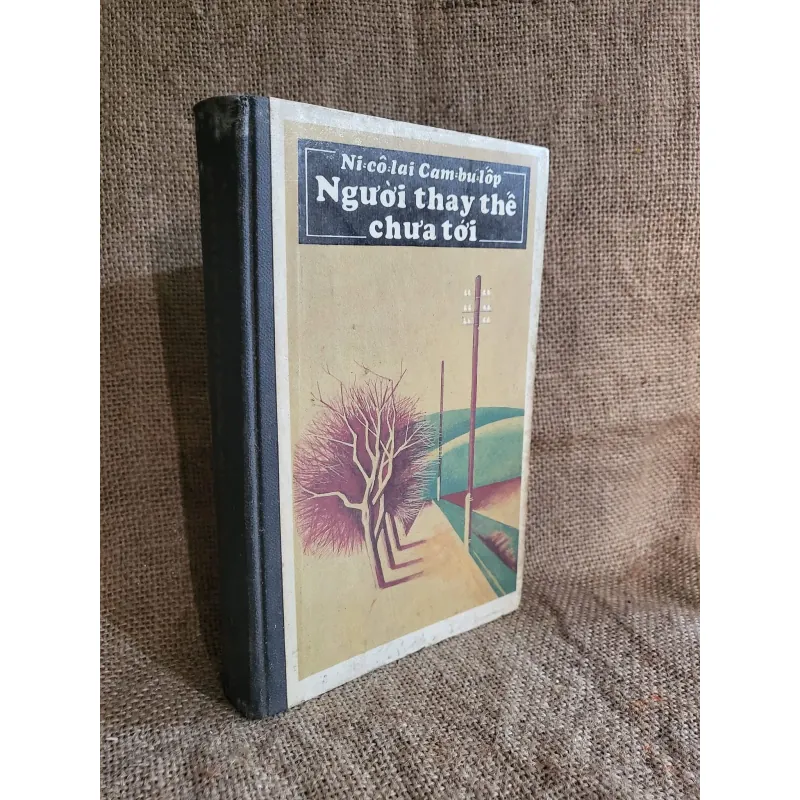 Ni-cô-lai Cam-bu-lốp
Người thay thế
chưa tới